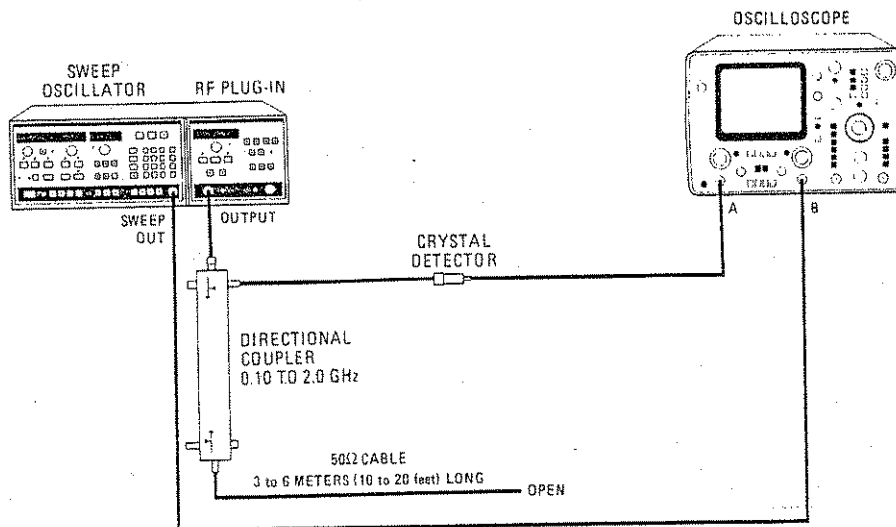 OSCILLOSCOPE
SWEEP
OSCILLATOR
RF PLUG-IN
SWEEP
OUT
OUTPUT
A
B
CRYSTAL
DETECTOR
DIRECTIONAL
COUPLER
0.10 TO 2.0 GHz
50Ω CABLE
3 to 6 METERS (10 to 20 feet) LONG
OPEN